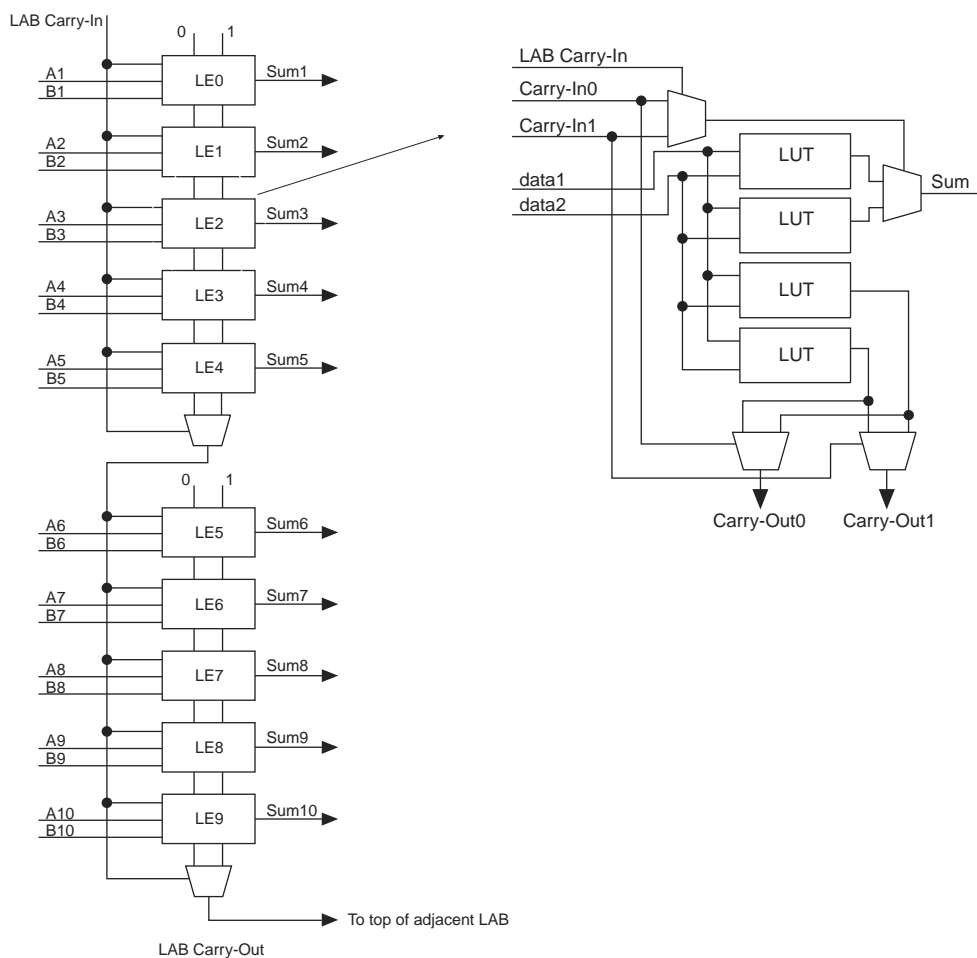 LAB Carry-In
0 1
A1
B1
LE0
Sum1
A2
B2
LE1
Sum2
A3
B3
LE2
Sum3
A4
B4
LE3
Sum4
A5
B5
LE4
Sum5
0 1
A6
B6
LE5
Sum6
A7
B7
LE6
Sum7
A8
B8
LE7
Sum8
A9
B9
LE8
Sum9
A10
B10
LE9
Sum10
To top of adjacent LAB
LAB Carry-Out
LAB Carry-In
Carry-In0
Carry-In1
data1
data2
LUT
LUT
LUT
LUT
Sum
Carry-Out0
Carry-Out1